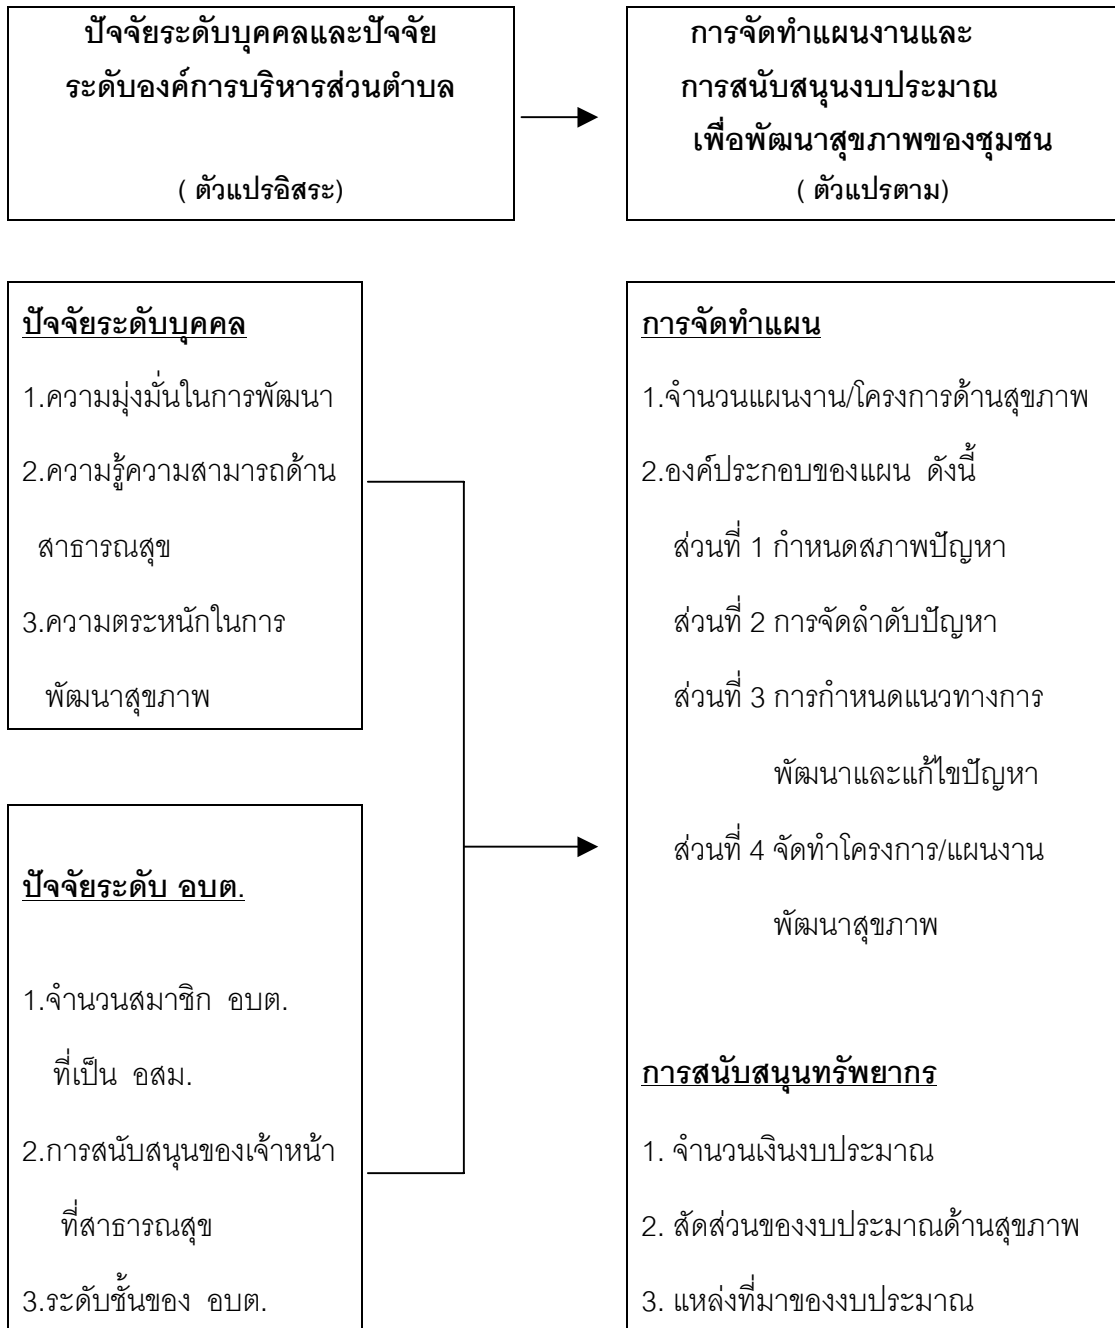 ปัจจัยระดับบุคคลและปัจจัย
ระดับองค์การบริหารส่วนตำบล
( ตัวแปรอิสระ)
การจัดทำแผนงานและ
การสนับสนุนงบประมาณ
เพื่อพัฒนาสุขภาพของชุมชน
( ตัวแปรตาม)
ปัจจัยระดับบุคคล
1.ความมุ่งมั่นในการพัฒนา
2.ความรู้ความสามารถด้าน
สาธารณสุข
3.ความตระหนักในการ
พัฒนาสุขภาพ
ปัจจัยระดับ อบต.
1.จำนวนสมาชิก อบต.
ที่เป็น อสม.
2.การสนับสนุนของเจ้าหน้า
ที่สาธารณสุข
3.ระดับชั้นของ อบต.
การจัดทำแผน
1.จำนวนแผนงาน/โครงการด้านสุขภาพ
2.องค์ประกอบของแผน ดังนี้
ส่วนที่ 1 กำหนดสภาพปัญหา
ส่วนที่ 2 การจัดลำดับปัญหา
ส่วนที่ 3 การกำหนดแนวทางการ
พัฒนาและแก้ไขปัญหา
ส่วนที่ 4 จัดทำโครงการ/แผนงาน
พัฒนาสุขภาพ
การสนับสนุนทรัพยากร
1. จำนวนเงินงบประมาณ
2. สัดส่วนของงบประมาณด้านสุขภาพ
3. แหล่งที่มาของงบประมาณ